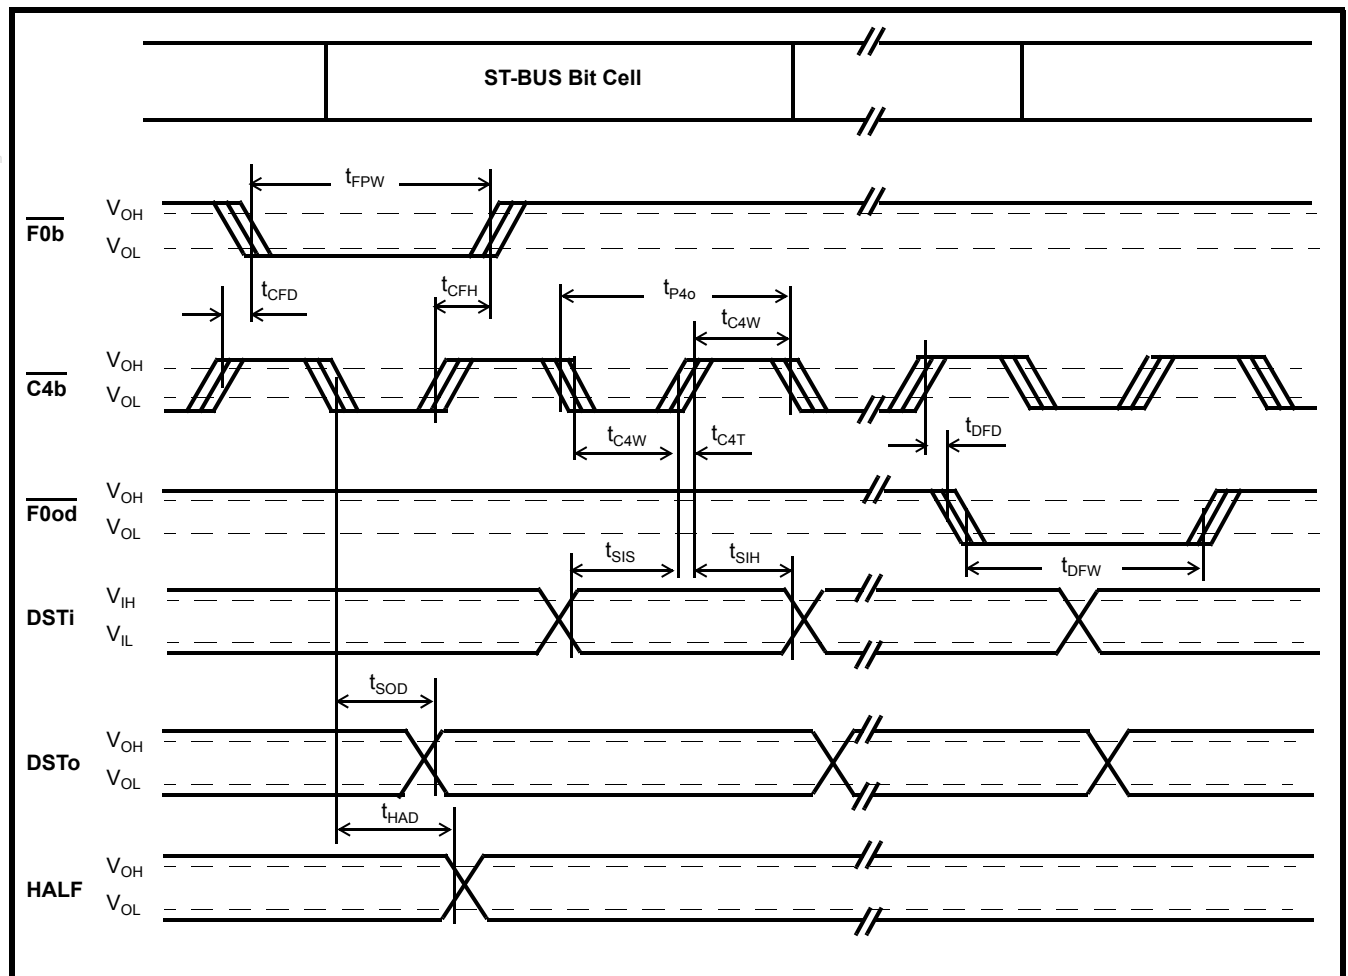 ST-BUS Bit Cell
tFPW
F0b
VOH
VOL
tCFD
tCFH
tP4o
tC4W
C4b
VOH
VOL
tC4W
tC4T
tDFD
F0od
VOH
VOL
tSIS
tSIH
tDFW
DSTi
VIH
VIL
tSOD
DSTo
VOH
VOL
tHAD
HALF
VOH
VOL